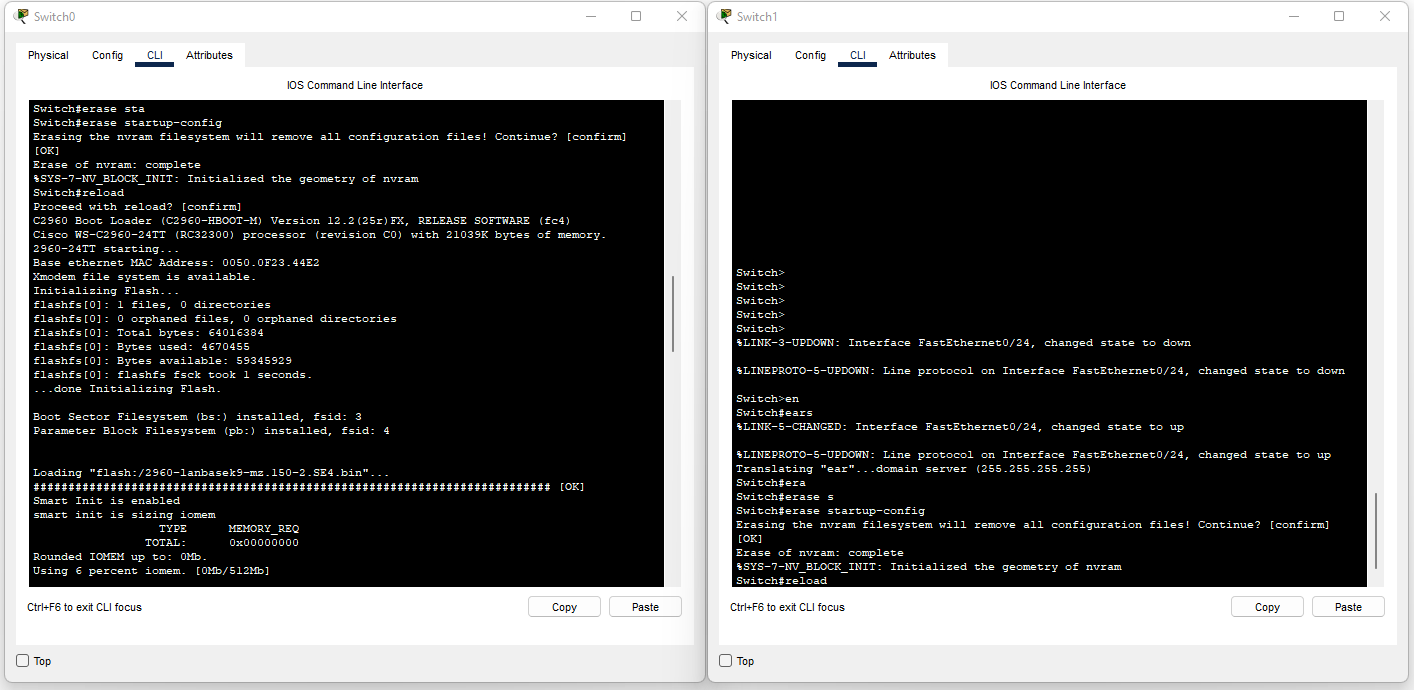 Switch0
Physical Config CLI Attributes
IOS Command Line Interface
Switch#erase sta
Switch#erase startup-config
Erasing the nvram filesystem will remove all configuration files! Continue? [confirm]
[OK]
Erase of nvram: complete
%SYS-7-NV_BLOCK_INIT: Initialized the geometry of nvram
Switch#reload
Proceed with reload? [confirm]
C2960 Boot Loader (C2960-HBOOT-M) Version 12.2(25r)FX, RELEASE SOFTWARE (fc4)
Cisco WS-C2960-24TT (RC32300) processor (revision C0) with 21039K bytes of memory.
2960-24TT starting...
Base ethernet MAC Address: 0050.0F23.44E2
Xmodem file system is available.
Initializing Flash...
flashfs[0]: 1 files, 0 directories
flashfs[0]: 0 orphaned files, 0 orphaned directories
flashfs[0]: Total bytes: 64016384
flashfs[0]: Bytes used: 4670455
flashfs[0]: Bytes available: 59345929
flashfs[0]: flashfs fsck took 1 seconds.
...done Initializing Flash.
Boot Sector Filesystem (bs:) installed, fsid: 3
Parameter Block Filesystem (pb:) installed, fsid: 4
Loading "flash:/2960-lanbasek9-mz.150-2.SE4.bin"...
########################################################################## [OK]
Smart Init is enabled
smart init is sizing iomem
TYPE MEMORY_REQ
TOTAL: 0x00000000
Rounded IOMEM up to: 0Mb.
Using 6 percent iomem. [0Mb/512Mb]
Ctrl+F6 to exit CLI focus
Copy Paste
Top
Switch1
Physical Config CLI Attributes
IOS Command Line Interface
Switch>
Switch>
Switch>
Switch>
Switch>
%LINK-3-UPDOWN: Interface FastEthernet0/24, changed state to down
%LINEPROTO-5-UPDOWN: Line protocol on Interface FastEthernet0/24, changed state to down
Switch>en
Switch#ears
%LINK-5-CHANGED: Interface FastEthernet0/24, changed state to up
%LINEPROTO-5-UPDOWN: Line protocol on Interface FastEthernet0/24, changed state to up
Translating "ear"...domain server (255.255.255.255)
Switch#era
Switch#erase s
Switch#erase startup-config
Erasing the nvram filesystem will remove all configuration files! Continue? [confirm]
[OK]
Erase of nvram: complete
%SYS-7-NV_BLOCK_INIT: Initialized the geometry of nvram
Switch#reload
Ctrl+F6 to exit CLI focus
Copy Paste
Top